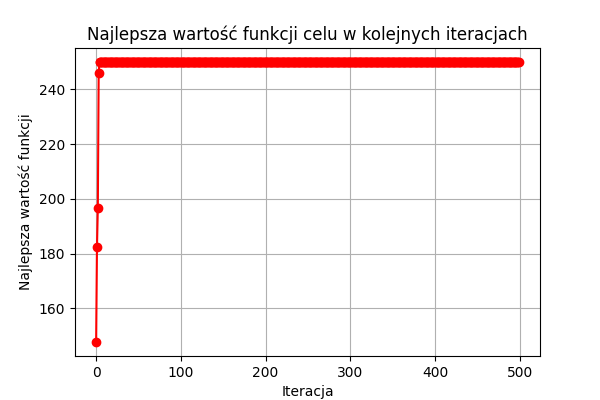 Najlepsza wartość funkcji celu w kolejnych iteracjach
Najlepsza wartość funkcji
240
220
200
180
160
0 100 200 300 400 500
Iteracja